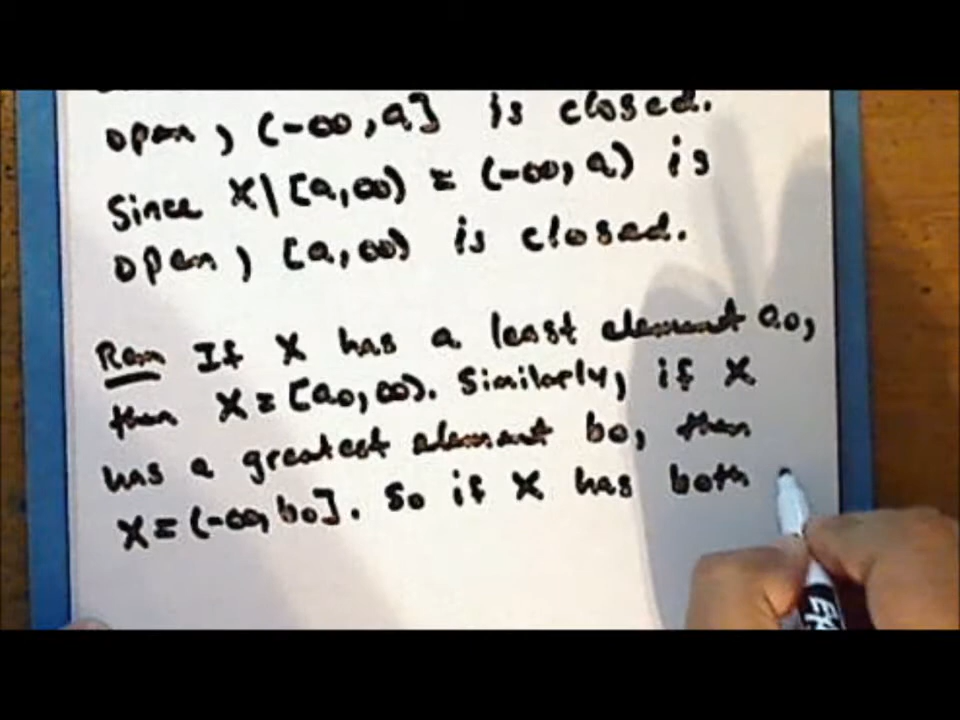 open, (-∞, a] is closed.
Since X\[a,∞) = (-∞, a) is
open, [a,∞) is closed.
Rem If X has a least element a₀,
then X = [a₀,∞). Similarly, if X
has a greatest element b₀, then
X = (-∞, b₀]. So if X has both
EX